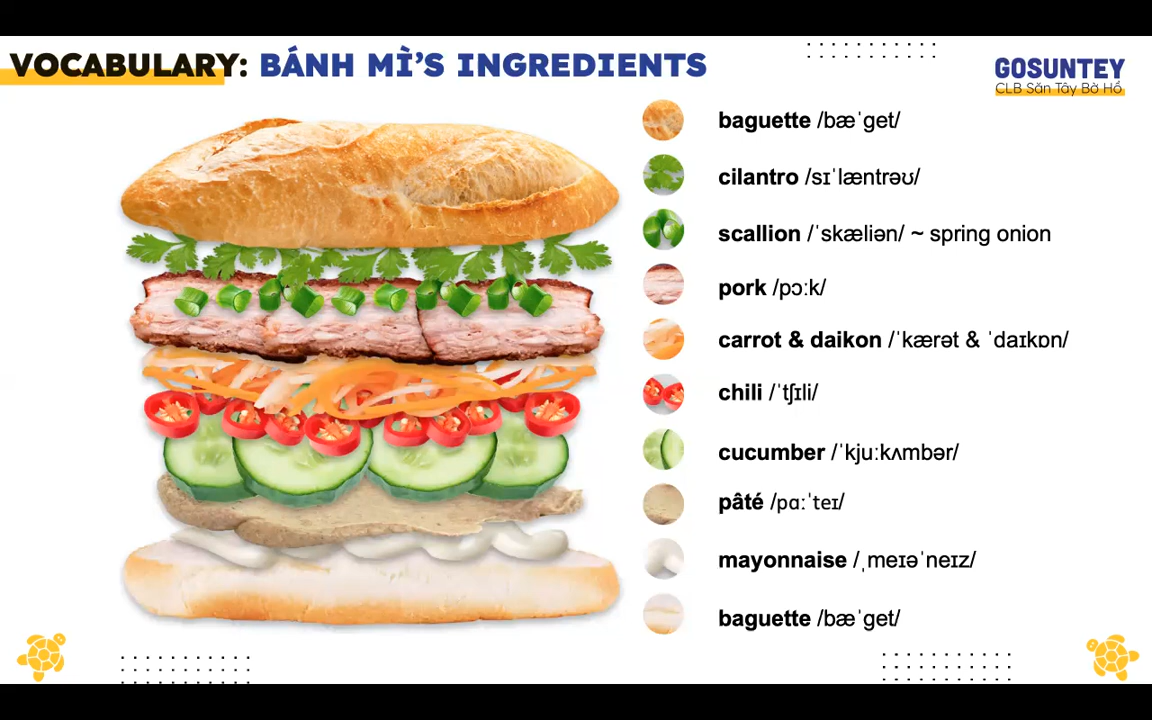 VOCABULARY: BÁNH MÌ'S INGREDIENTS
GOSUNTEY
CLB Săn Tây Bờ Hồ
baguette /bæˈget/
cilantro /sɪˈlæntrəʊ/
scallion /ˈskæliən/ ~ spring onion
pork /pɔːk/
carrot & daikon /ˈkærət & ˈdaɪkɒn/
chili /ˈtʃɪli/
cucumber /ˈkjuːkʌmbər/
pâté /pɑːˈteɪ/
mayonnaise /ˌmeɪəˈneɪz/
baguette /bæˈget/